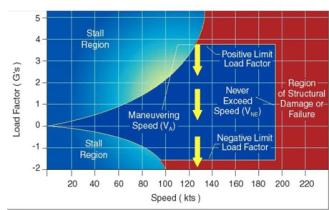 5
4
3
2
1
0
-1
-2
Load Factor ( G's )
Stall
Region
Positive Limit
Load Factor
Maneuvering
Speed (VA)
Never
Exceed
Speed (VNE)
Region
of Structural
Damage or
Failure
Stall
Region
Negative Limit
Load Factor
20 40 60 80 100 120 140 160 180 200 220
Speed ( kts )